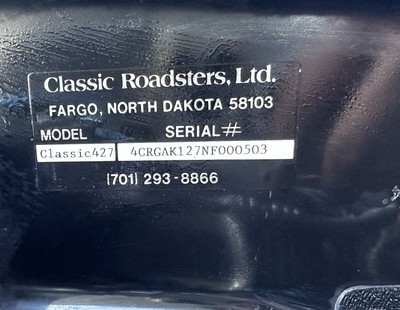 Classic Roadsters, Ltd.
FARGO, NORTH DAKOTA 58103
MODEL SERIAL#
Classic427 4CRGAK127NF000503
(701) 293-8866